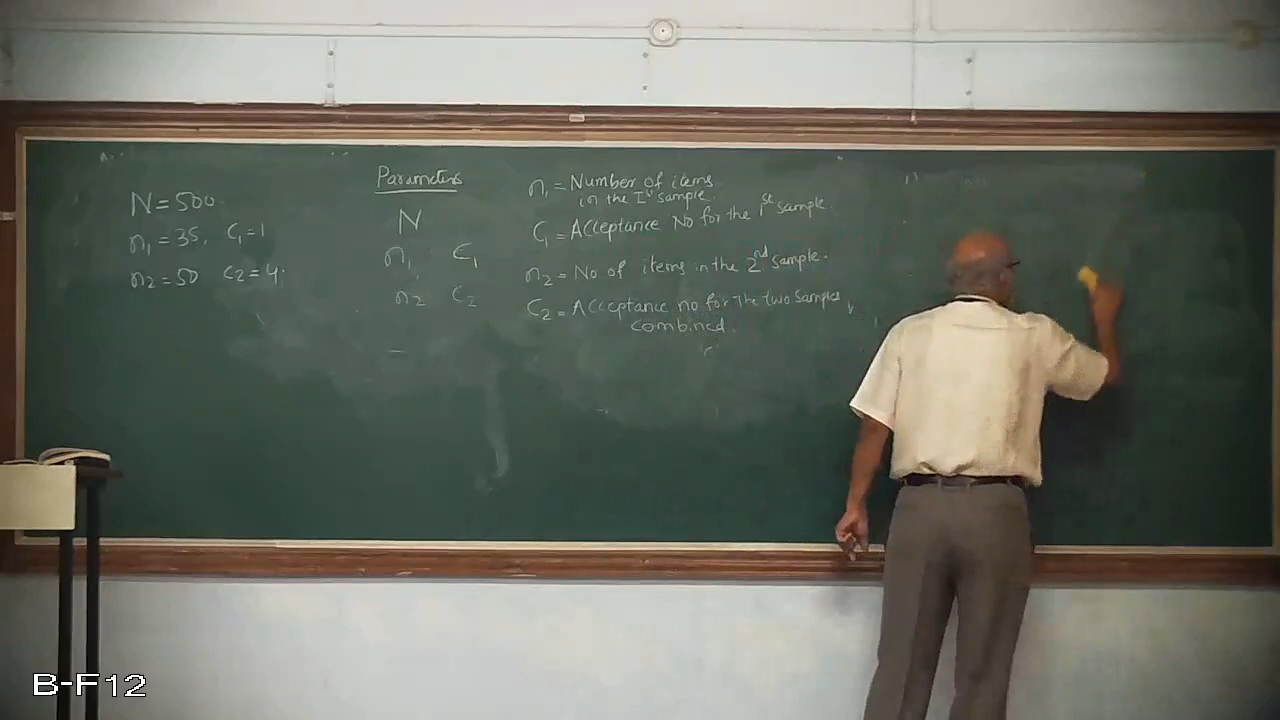 N = 500
n1 = 35, C1 = 1
n2 = 50 C2 = 4
Parameters
N
n1 C1
n2 C2
n1 = Number of items
in the Ist sample.
C1 = Acceptance No for the 1st sample.
n2 = No of items in the 2nd sample.
C2 = Acceptance no for the two samples,
combined.
B-F12